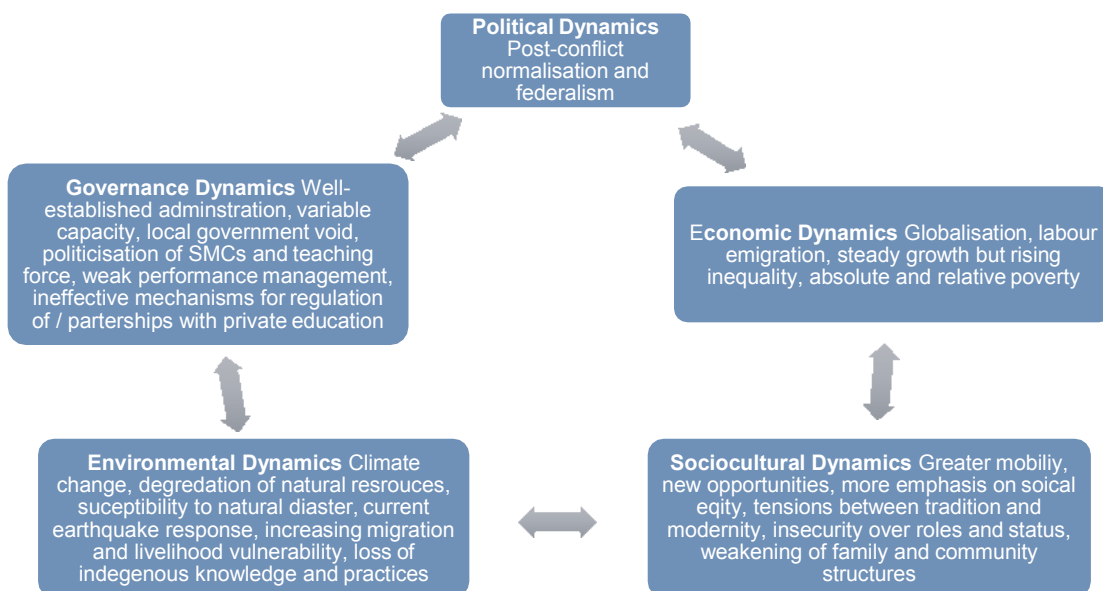 Political Dynamics
Post-conflict
normalisation and
federalism
Governance Dynamics Well-
established adminstration, variable
capacity, local government void,
politicisation of SMCs and teaching
force, weak performance management,
ineffective mechanisms for regulation
of / parterships with private education
Economic Dynamics Globalisation, labour
emigration, steady growth but rising
inequality, absolute and relative poverty
Environmental Dynamics Climate
change, degredation of natural resrouces,
suceptibility to natural diaster, current
earthquake response, increasing migration
and livelihood vulnerability, loss of
indegenous knowledge and practices
Sociocultural Dynamics Greater mobiliy,
new opportunities, more emphasis on soical
eqity, tensions between tradition and
modernity, insecurity over roles and status,
weakening of family and community
structures